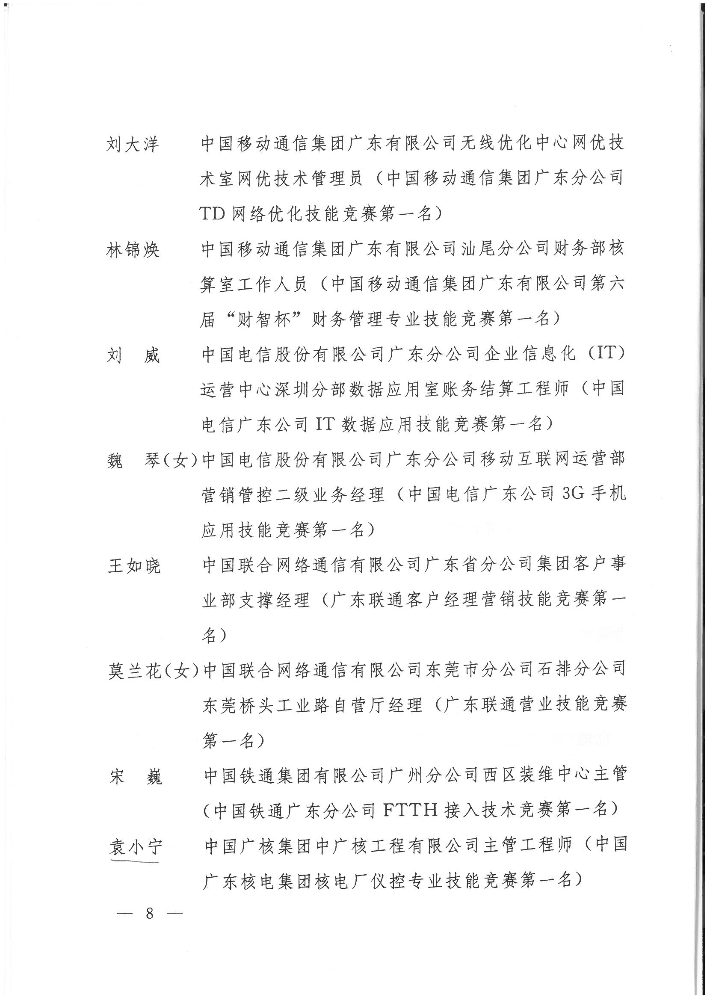 刘大洋 中国移动通信集团广东有限公司无线优化中心网优技
术室网优技术管理员（中国移动通信集团广东分公司
TD 网络优化技能竞赛第一名）
林锦焕 中国移动通信集团广东有限公司汕尾分公司财务部核
算室工作人员（中国移动通信集团广东有限公司第六
届“财智杯”财务管理专业技能竞赛第一名）
刘　威 中国电信股份有限公司广东分公司企业信息化（IT）
运营中心深圳分部数据应用室账务结算工程师（中国
电信广东公司 IT 数据应用技能竞赛第一名）
魏　琴（女）中国电信股份有限公司广东分公司移动互联网运营部
营销管控二级业务经理（中国电信广东公司 3G 手机
应用技能竞赛第一名）
王如晓 中国联合网络通信有限公司广东省分公司集团客户事
业部支撑经理（广东联通客户经理营销技能竞赛第一
名）
莫兰花（女）中国联合网络通信有限公司东莞市分公司石排分公司
东莞桥头工业路自营厅经理（广东联通营业技能竞赛
第一名）
宋　巍 中国铁通集团有限公司广州分公司西区装维中心主管
（中国铁通广东分公司 FTTH 接入技术竞赛第一名）
袁小宁 中国广核集团中广核工程有限公司主管工程师（中国
广东核电集团核电厂仪控专业技能竞赛第一名）
— 8 —